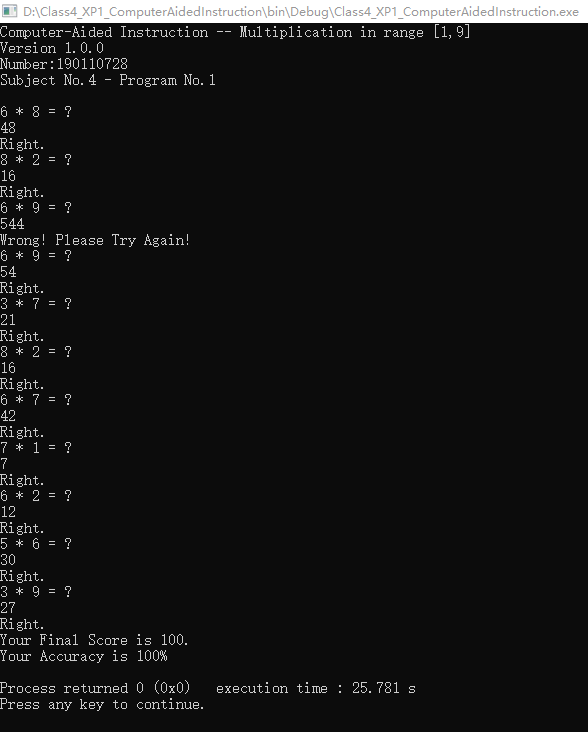 D:\Class4_XP1_ComputerAidedInstruction\bin\Debug\Class4_XP1_ComputerAidedInstruction.exe
Computer-Aided Instruction -- Multiplication in range [1,9]
Version 1.0.0
Number:190110728
Subject No.4 - Program No.1
6 * 8 = ?
48
Right.
8 * 2 = ?
16
Right.
6 * 9 = ?
544
Wrong! Please Try Again!
6 * 9 = ?
54
Right.
3 * 7 = ?
21
Right.
8 * 2 = ?
16
Right.
6 * 7 = ?
42
Right.
7 * 1 = ?
7
Right.
6 * 2 = ?
12
Right.
5 * 6 = ?
30
Right.
3 * 9 = ?
27
Right.
Your Final Score is 100.
Your Accuracy is 100%
Process returned 0 (0x0)   execution time : 25.781 s
Press any key to continue.